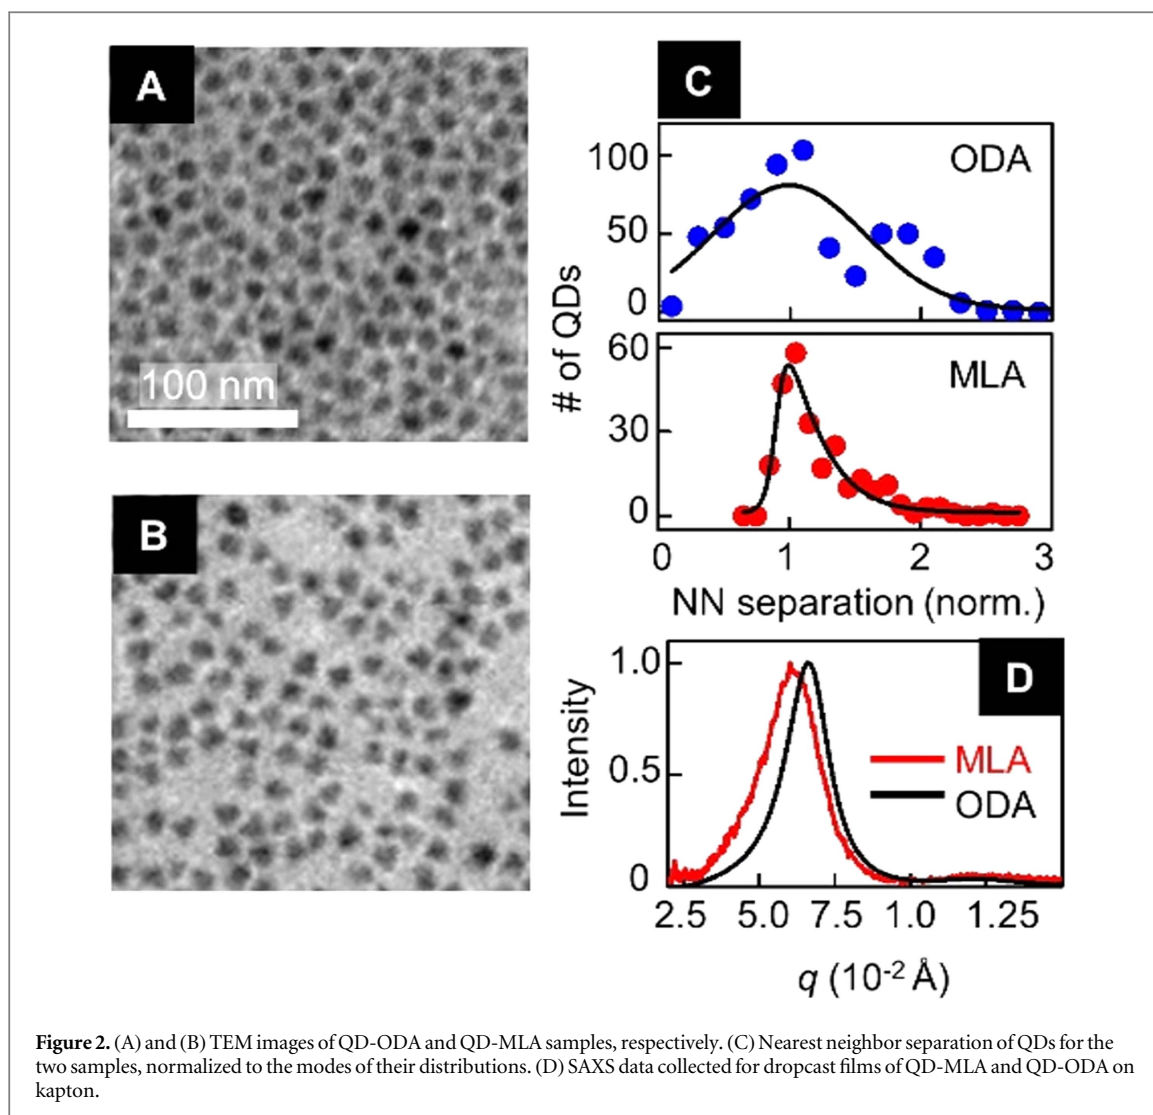 A
100 nm
B
C
100
50
0
ODA
# of QDs
60
30
0
MLA
0 1 2 3
NN separation (norm.)
D
1.0
0.5
0
Intensity
MLA
ODA
2.5 5.0 7.5 1.0 1.25
q (10⁻² Å)
Figure 2. (A) and (B) TEM images of QD-ODA and QD-MLA samples, respectively. (C) Nearest neighbor separation of QDs for the
two samples, normalized to the modes of their distributions. (D) SAXS data collected for dropcast films of QD-MLA and QD-ODA on
kapton.